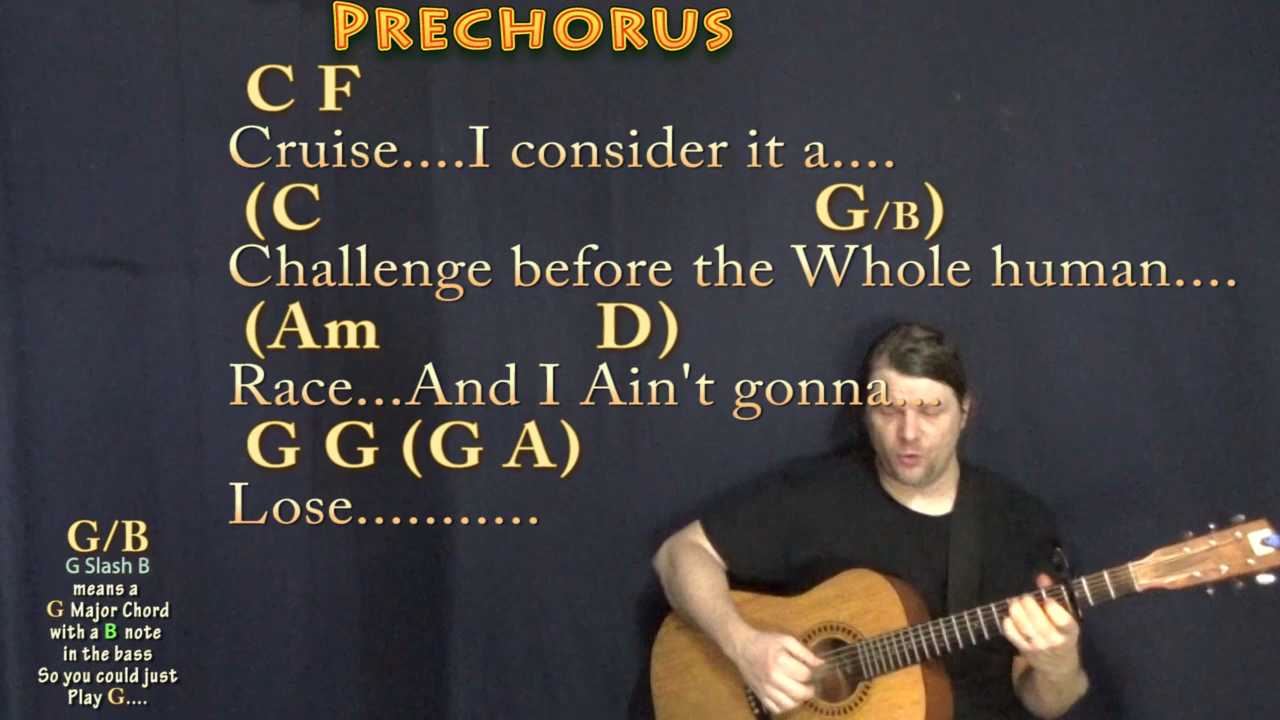 PRECHORUS
C F
Cruise....I consider it a....
(C G/B)
Challenge before the Whole human....
(Am D)
Race...And I Ain't gonna...
G G (G A)
Lose...........
G/B
G Slash B
means a
G Major Chord
with a B note
in the bass
So you could just
Play G....